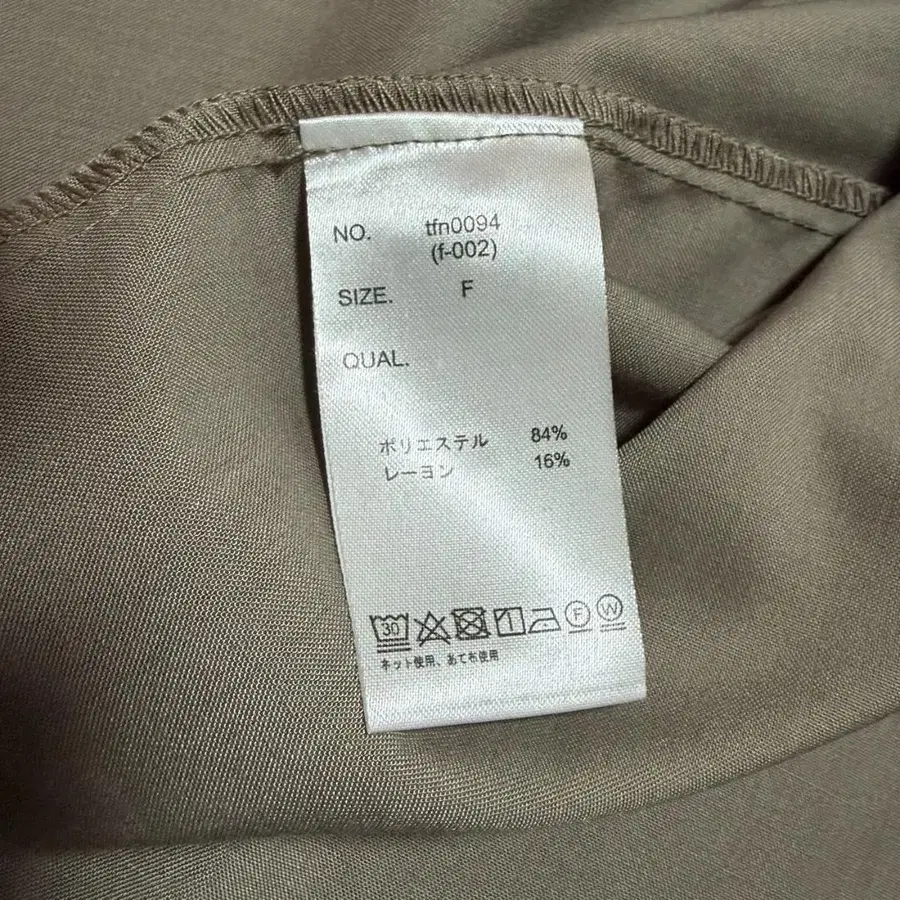 NO. tfn0094
(f-002)
SIZE. F
QUAL.
ポリエステル 84%
レーヨン 16%
30 F W
ネット使用、あて布使用